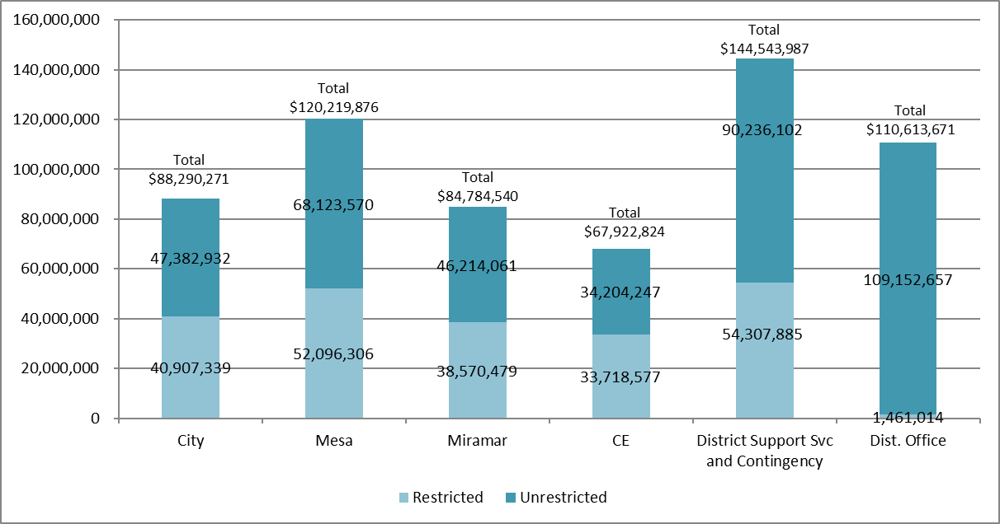 160,000,000
140,000,000
120,000,000
100,000,000
80,000,000
60,000,000
40,000,000
20,000,000
0
Total
$88,290,271
47,382,932
40,907,339
Total
$120,219,876
68,123,570
52,096,306
Total
$84,784,540
46,214,061
38,570,479
Total
$67,922,824
34,204,247
33,718,577
Total
$144,543,987
90,236,102
54,307,885
Total
$110,613,671
109,152,657
1,461,014
City
Mesa
Miramar
CE
District Support Svc
and Contingency
Dist. Office
Restricted
Unrestricted